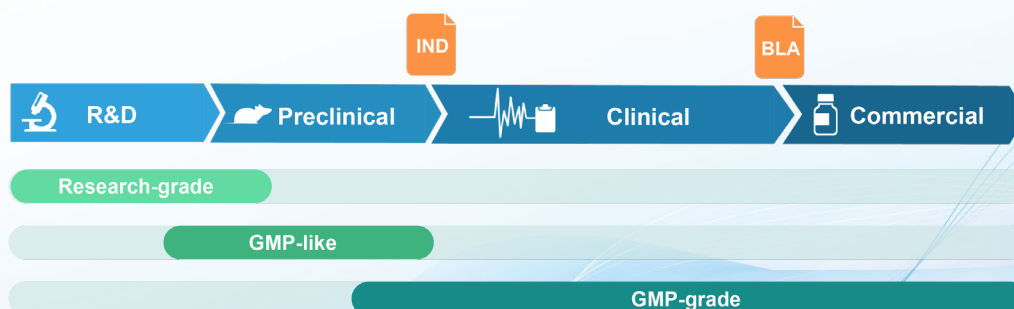 IND
BLA
R&D
Preclinical
Clinical
Commercial
Research-grade
GMP-like
GMP-grade